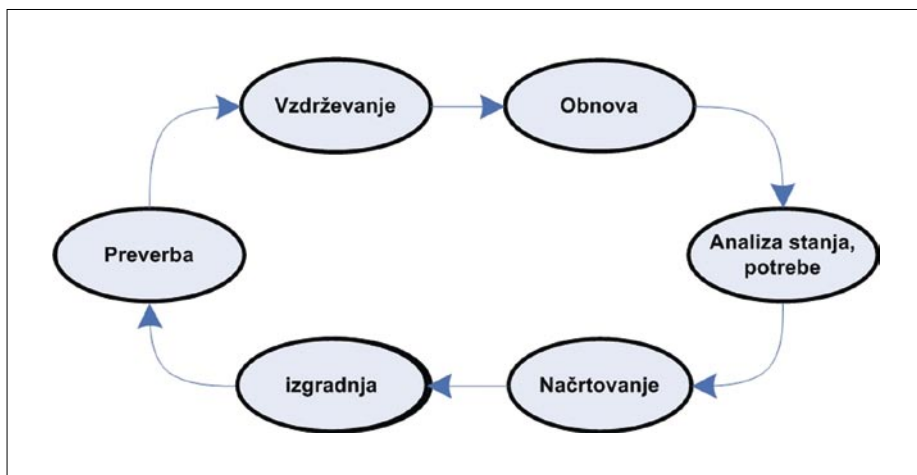 Vzdrževanje
Obnova
Preverba
Analiza stanja,
potrebe
izgradnja
Načrtovanje